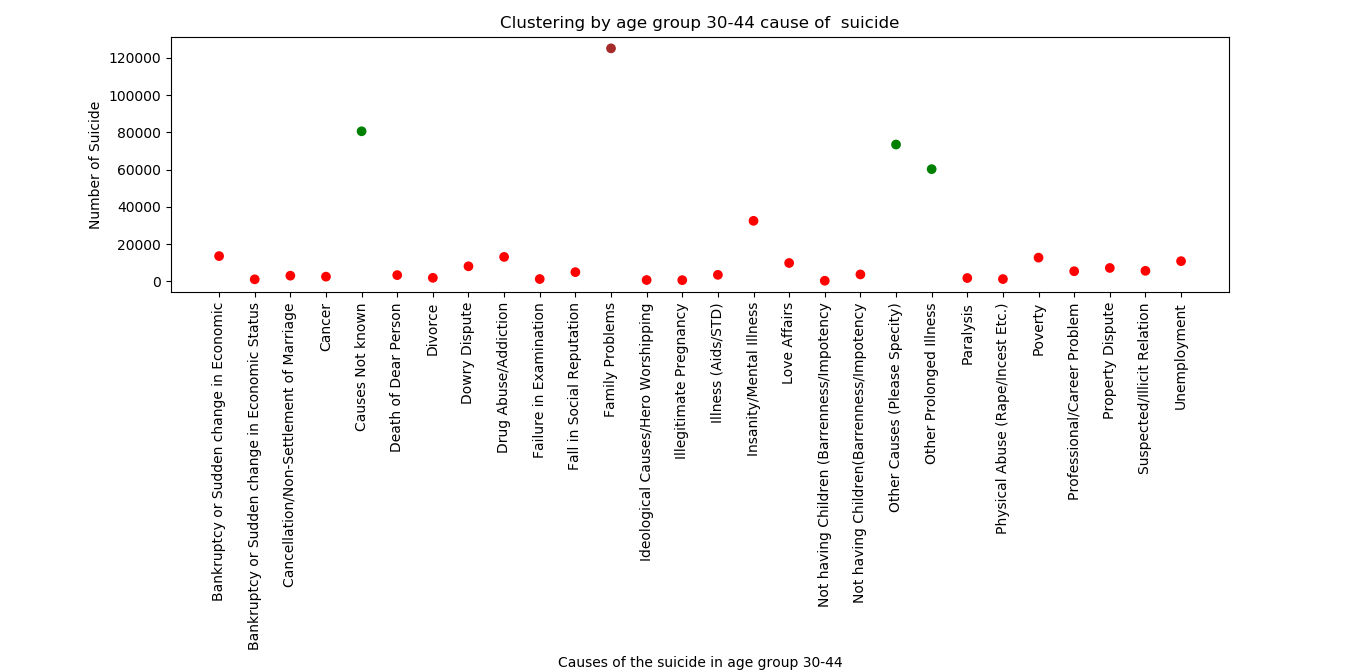 Clustering by age group 30-44 cause of  suicide
Number of Suicide
120000
100000
80000
60000
40000
20000
0
Bankruptcy or Sudden change in Economic
Bankruptcy or Sudden change in Economic Status
Cancellation/Non-Settlement of Marriage
Cancer
Causes Not known
Death of Dear Person
Divorce
Dowry Dispute
Drug Abuse/Addiction
Failure in Examination
Fall in Social Reputation
Family Problems
Ideological Causes/Hero Worshipping
Illegitimate Pregnancy
Illness (Aids/STD)
Insanity/Mental Illness
Love Affairs
Not having Children (Barrenness/Impotency
Not having Children(Barrenness/Impotency
Other Causes (Please Specity)
Other Prolonged Illness
Paralysis
Physical Abuse (Rape/Incest Etc.)
Poverty
Professional/Career Problem
Property Dispute
Suspected/Illicit Relation
Unemployment
Causes of the suicide in age group 30-44